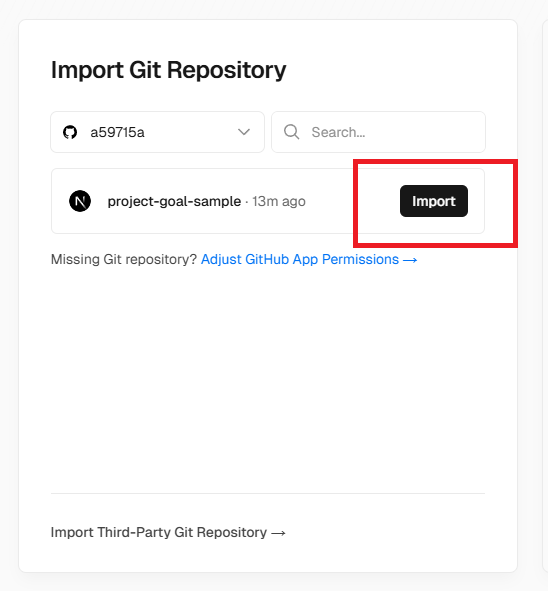 Import Git Repository
a59715a
Search...
project-goal-sample · 13m ago
Import
Missing Git repository? Adjust GitHub App Permissions →
Import Third-Party Git Repository →